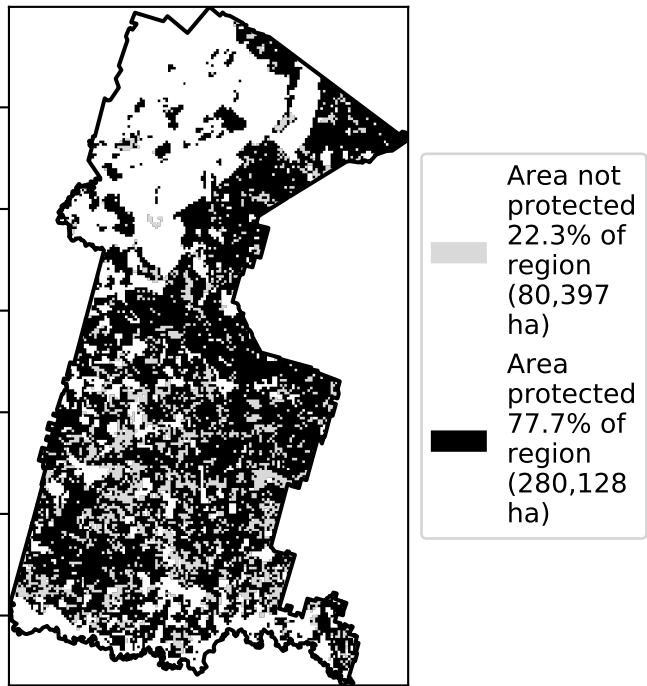 Area not
protected
22.3% of
region
(80,397
ha)
Area
protected
77.7% of
region
(280,128
ha)